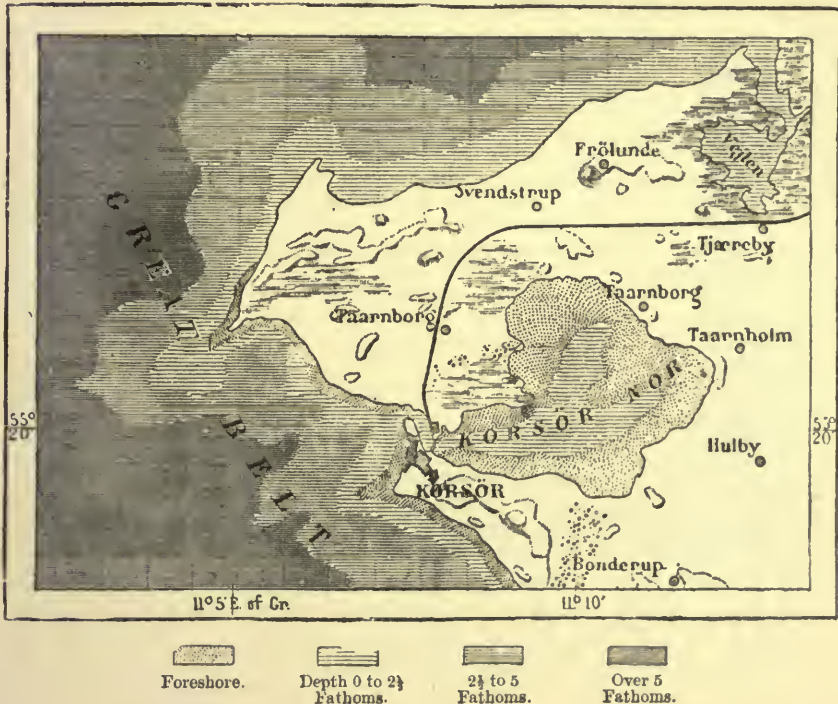 Frölunde
Vejlen
Svendstrup
Tjæreby
GREAT BELT
Taarnborg
Taarnborg
Taarnholm
55°
20'
KORSÖR NOR
55°
20'
Hulby
KORSÖR
Bonderup
11° 5' E. of Gr.
11° 10'
Foreshore.
Depth 0 to 2½
Fathoms.
2½ to 5
Fathoms.
Over 5
Fathoms.